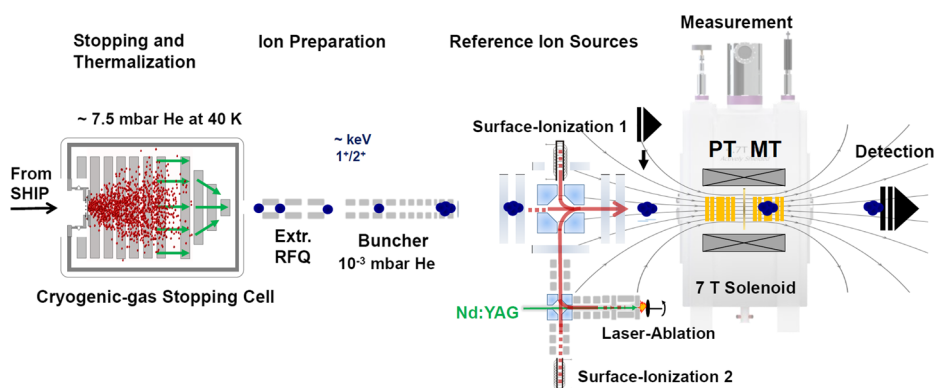 Stopping and
Thermalization
Ion Preparation
Reference Ion Sources
Measurement
~ 7.5 mbar He at 40 K
~ keV
1⁺/2⁺
Surface-Ionization 1
PT
MT
Detection
From
SHIP
Extr.
RFQ
Buncher
10⁻³ mbar He
Cryogenic-gas Stopping Cell
7 T Solenoid
Nd:YAG
Laser-Ablation
Surface-Ionization 2